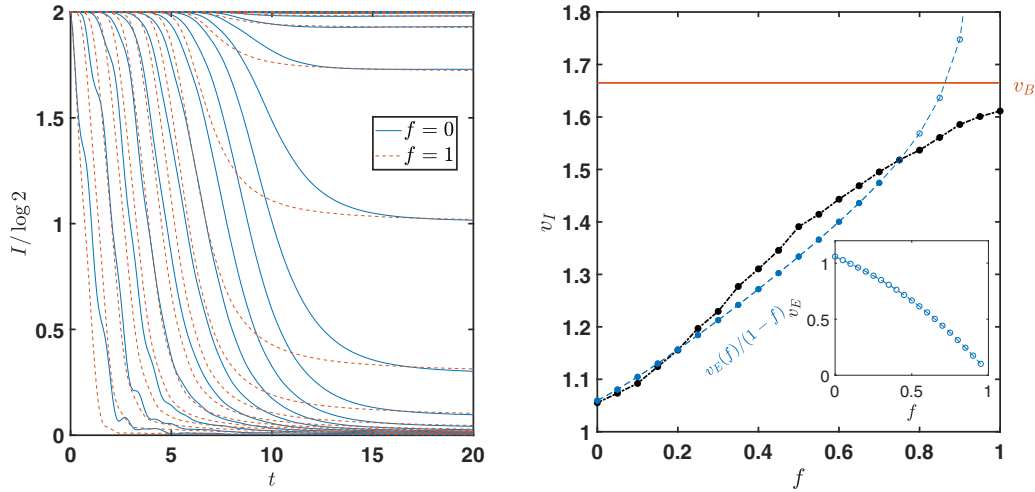 2
1.5
1
0.5
0
I/ log 2
0 5 10 15 20
t
f = 0
f = 1
1.8
1.7
1.6
1.5
1.4
1.3
1.2
1.1
1
v_I
0 0.2 0.4 0.6 0.8 1
f
v_B
v_E(f)/(1 − f)
1
0.5
0
v_E
0 0.5 1
f